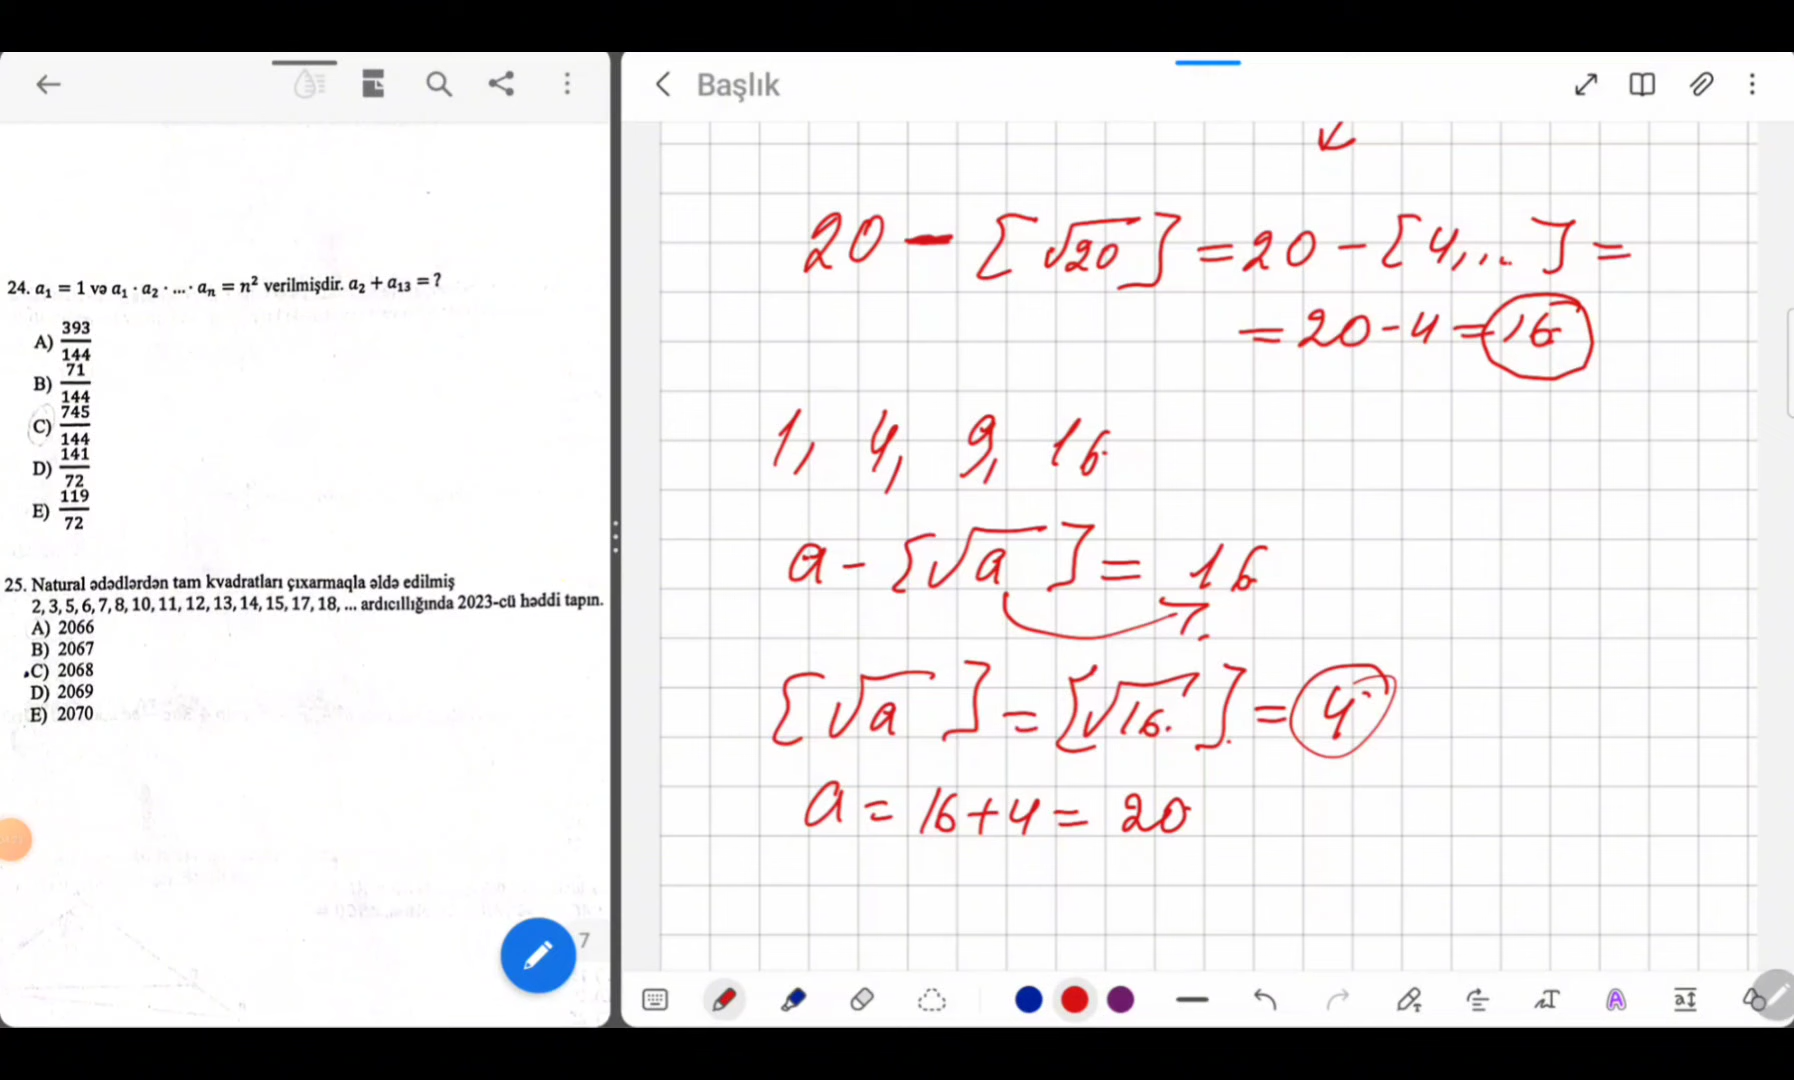 24. a₁ = 1 və a₁ · a₂ · ... · aₙ = n² verilmişdir. a₂ + a₁₃ = ?
A) 393/144
B) 71/144
C) 745/144
D) 141/72
E) 119/72
25. Natural ədədlərdən tam kvadratları çıxarmaqla əldə edilmiş
2, 3, 5, 6, 7, 8, 10, 11, 12, 13, 14, 15, 17, 18, ... ardıcıllığında 2023-cü həddi tapın.
A) 2066
B) 2067
C) 2068
D) 2069
E) 2070
7
Başlık
20 - [√20] = 20 - [4,...] =
= 20 - 4 = 16
1, 4, 9, 16
a - [√a] = 16
[√a] = [√16] = 4
a = 16 + 4 = 20